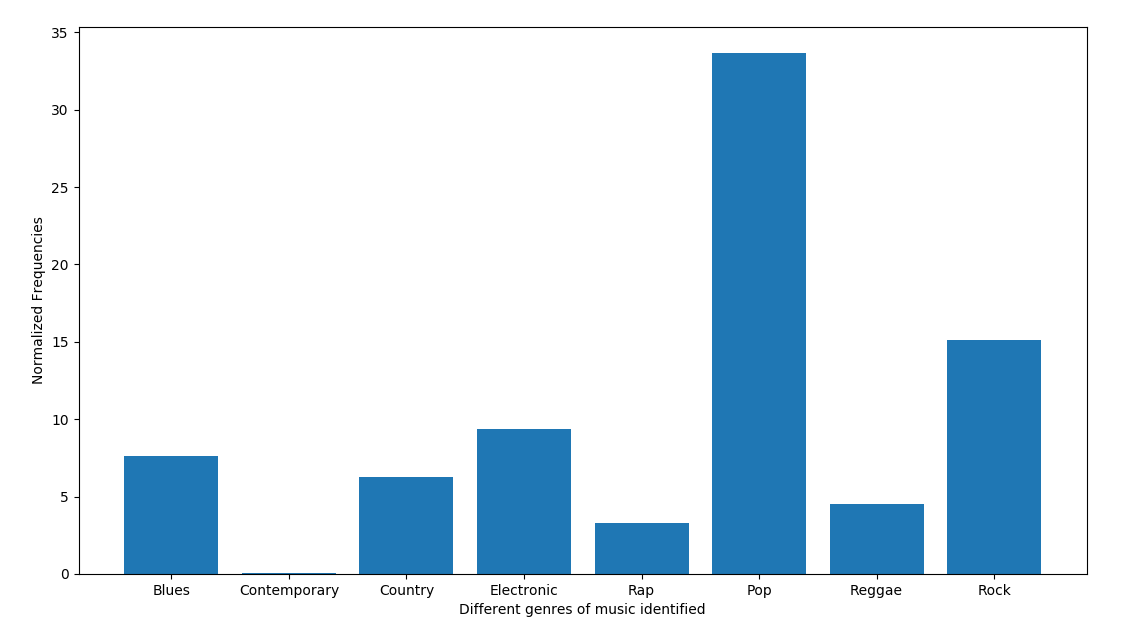 35
30
25
20
15
10
5
0
Normalized Frequencies
Blues Contemporary Country Electronic Rap Pop Reggae Rock
Different genres of music identified